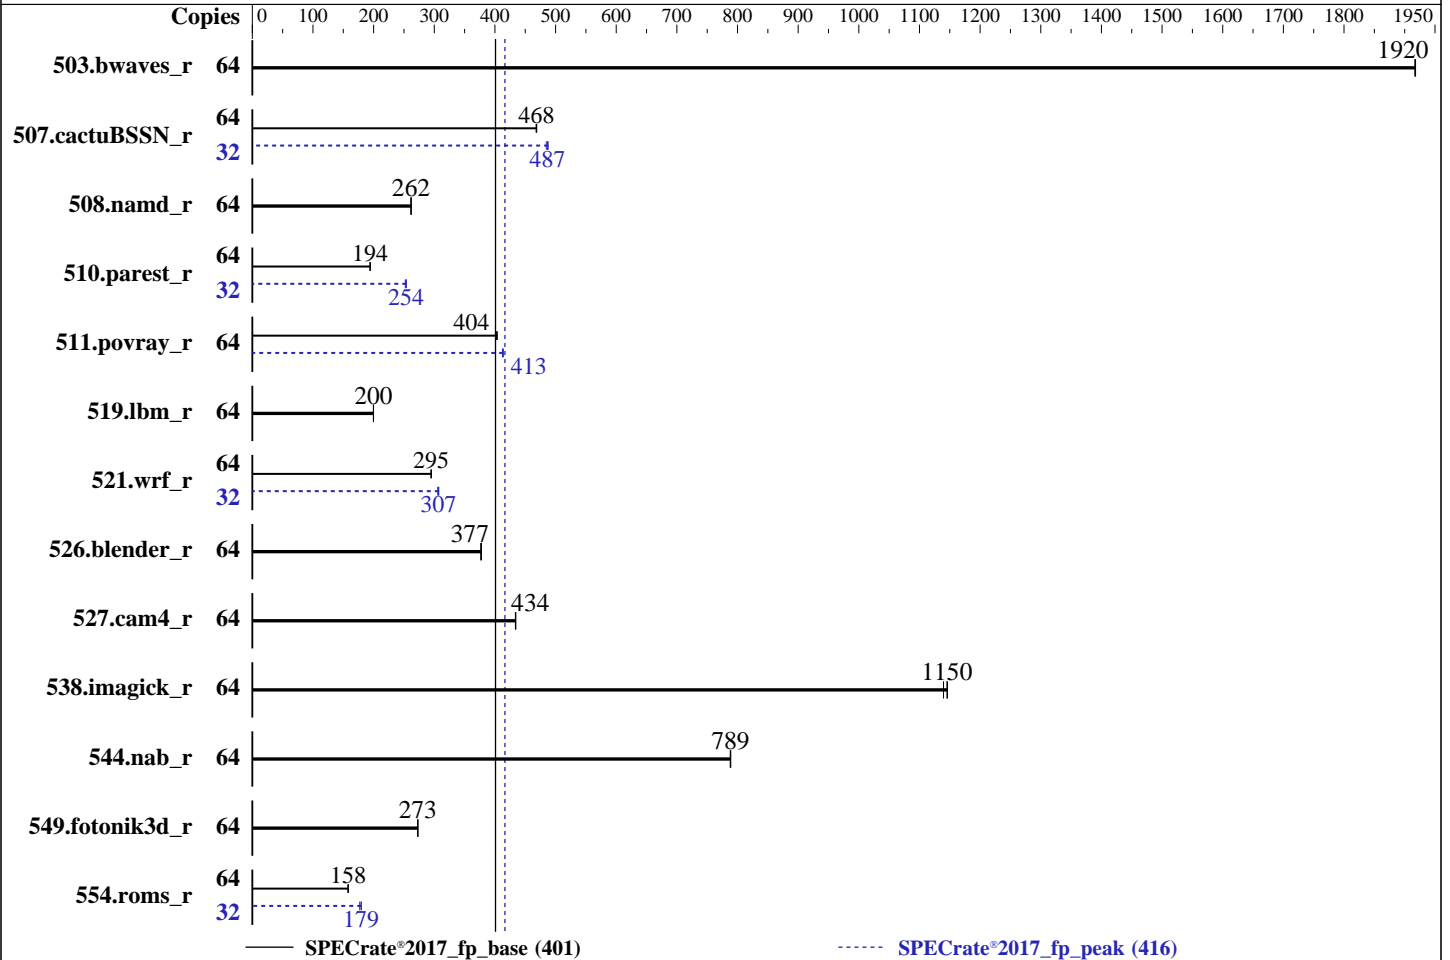 Copies 0 100 200 300 400 500 600 700 800 900 1000 1100 1200 1300 1400 1500 1600 1700 1800 1950
503.bwaves_r 64 1920
507.cactuBSSN_r 64 468
32 487
508.namd_r 64 262
510.parest_r 64 194
32 254
511.povray_r 64 404
413
519.lbm_r 64 200
521.wrf_r 64 295
32 307
526.blender_r 64 377
527.cam4_r 64 434
538.imagick_r 64 1150
544.nab_r 64 789
549.fotonik3d_r 64 273
554.roms_r 64 158
32 179
SPECrate®2017_fp_base (401) SPECrate®2017_fp_peak (416)